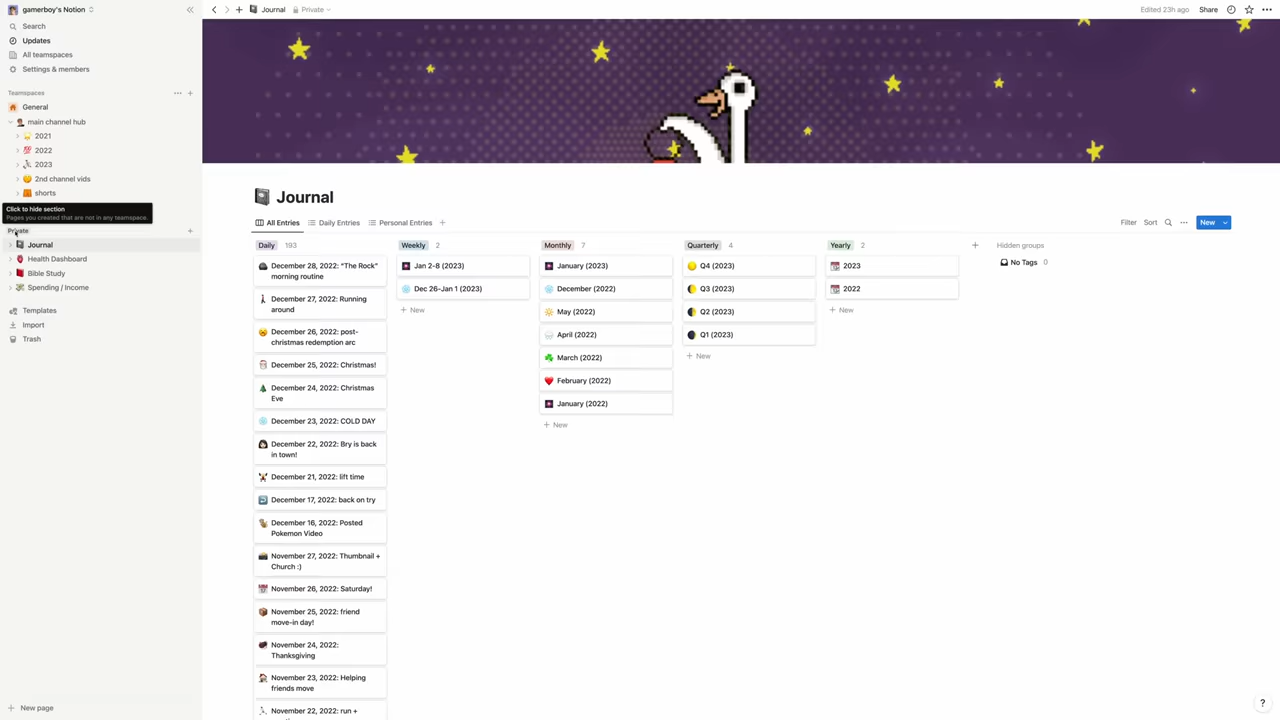 gamerboy's Notion
Search
Updates
All teamspaces
Settings & members
Teamspaces
General
main channel hub
2021
2022
2023
2nd channel vids
shorts
Click to hide section
Pages you created that are not in any teamspace.
Private
Journal
Health Dashboard
Bible Study
Spending / Income
Templates
Import
Trash
New page
Journal Private
Edited 23h ago Share
Journal
All Entries Daily Entries Personal Entries
Filter Sort New
Daily 193
December 28, 2022: "The Rock"
morning routine
December 27, 2022: Running
around
December 26, 2022: post-
christmas redemption arc
December 25, 2022: Christmas!
December 24, 2022: Christmas
Eve
December 23, 2022: COLD DAY
December 22, 2022: Bry is back
in town!
December 21, 2022: lift time
December 17, 2022: back on try
December 16, 2022: Posted
Pokemon Video
November 27, 2022: Thumbnail +
Church :)
November 26, 2022: Saturday!
November 25, 2022: friend
move-in day!
November 24, 2022:
Thanksgiving
November 23, 2022: Helping
friends move
November 22, 2022: run +
Weekly 2
Jan 2-8 (2023)
Dec 26-Jan 1 (2023)
New
Monthly 7
January (2023)
December (2022)
May (2022)
April (2022)
March (2022)
February (2022)
January (2022)
New
Quarterly 4
Q4 (2023)
Q3 (2023)
Q2 (2023)
Q1 (2023)
New
Yearly 2
2023
2022
New
Hidden groups
No Tags 0
?